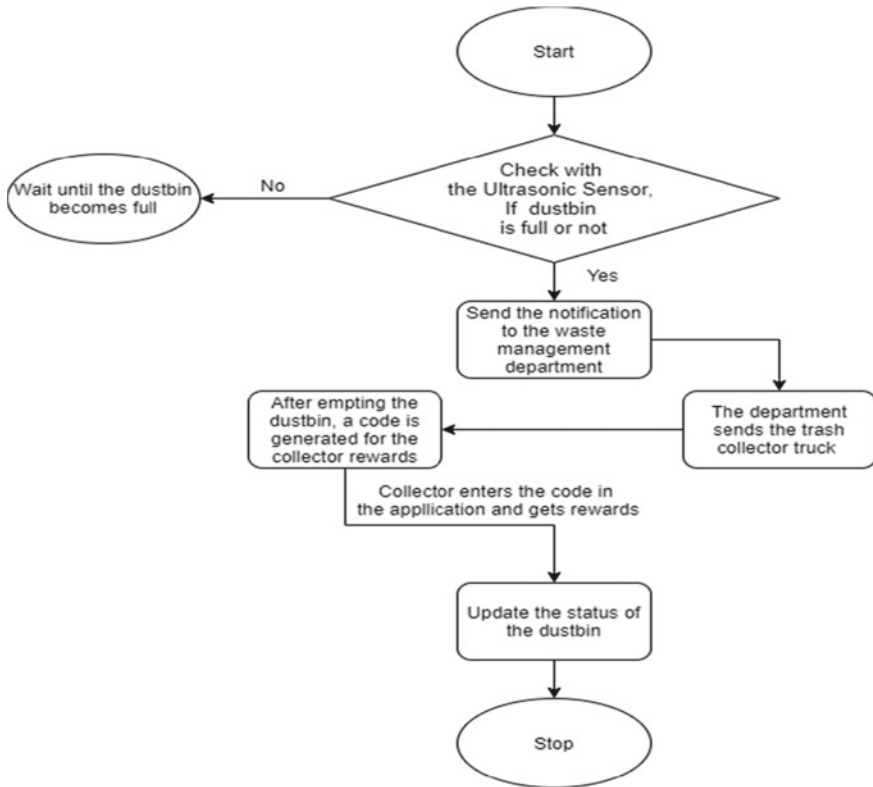 Start
Check with
the Ultrasonic Sensor,
If dustbin
is full or not
No
Wait until the dustbin
becomes full
Yes
Send the notification
to the waste
management
department
The department
sends the trash
collector truck
After empting the
dustbin, a code is
generated for the
collector rewards
Collector enters the code in
the appllication and gets rewards
Update the status of
the dustbin
Stop